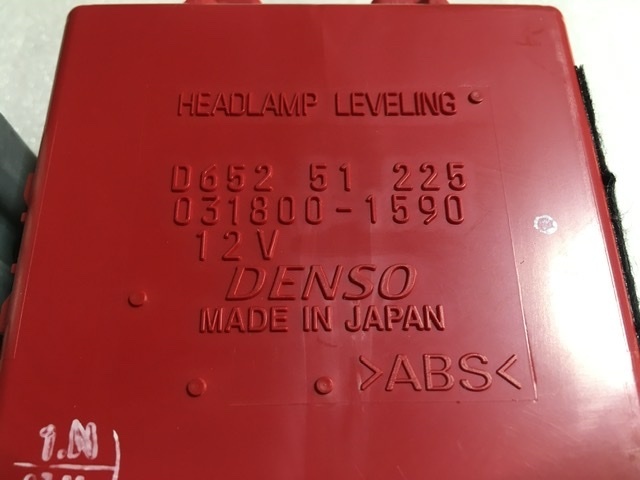 HEADLAMP LEVELING
D652 51 225
031800-1590
12V
DENSO
MADE IN JAPAN
>ABS<